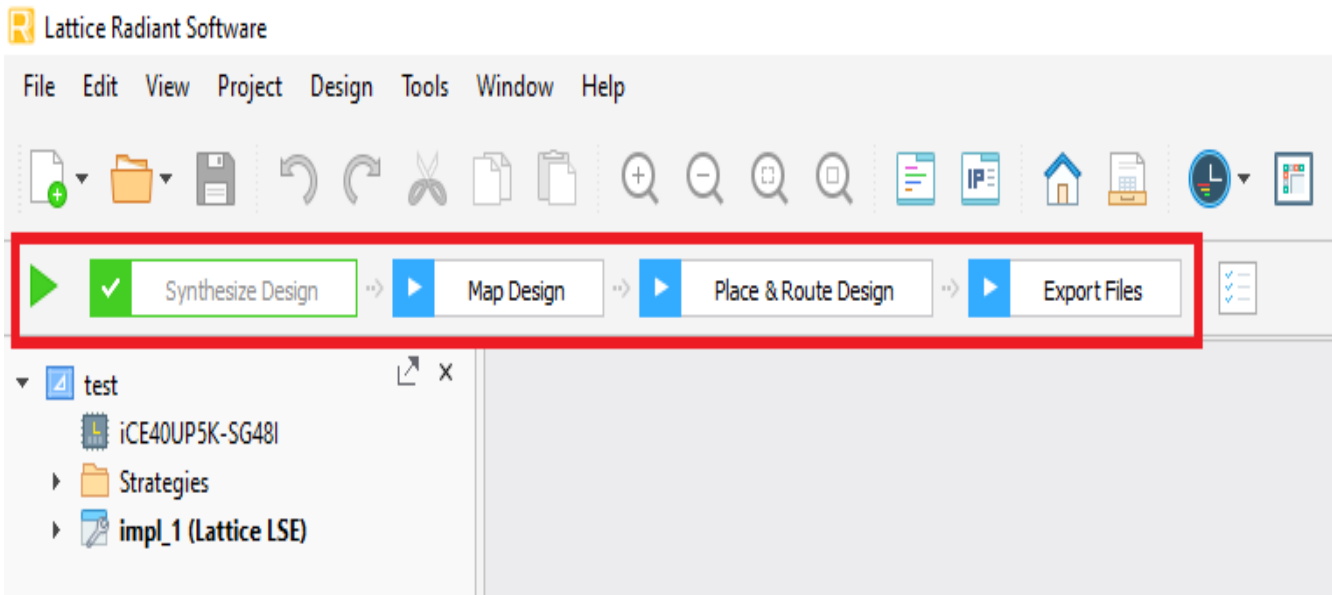 Lattice Radiant Software
File Edit View Project Design Tools Window Help
IP
Synthesize Design Map Design Place & Route Design Export Files
test
iCE40UP5K-SG48I
Strategies
impl_1 (Lattice LSE)